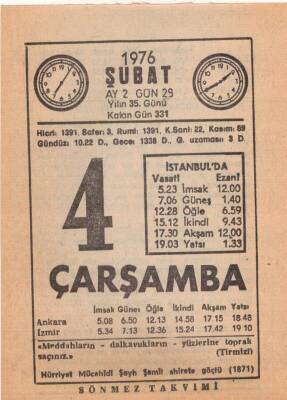 1976
ŞUBAT
AY 2 GÜN 29
Yılın 35. Günü
Kalan Gün 331
Hicri: 1391. Safer: 3, Rumi: 1391, K.Sani: 22, Kasım: 89
Gündüz: 10.22 D., Gece: 1338 D., G. uzaması: 3 D.
4
İSTANBUL'DA
Vasati Ezani
5.23 İmsak 12.00
7.06 Güneş 1.40
12.28 Öğle 6.59
15.12 İkindi 9.43
17.30 Akşam 12.00
19.03 Yatsı 1.33
ÇARŞAMBA
İmsak Güneş Öğle İkindi Akşam Yatsı
Ankara 5.08 6.50 12.13 14.58 17.15 18.48
İzmir 5.34 7.13 12.36 15.24 17.42 19.10
«Meddahların - dalkavukların - yüzlerine toprak
saçınız.» (Tirmizi)
Hürriyet Mücahidi Şeyh Şamil ahirete göçtü (1871)
SÖNMEZ TAKVİMİ